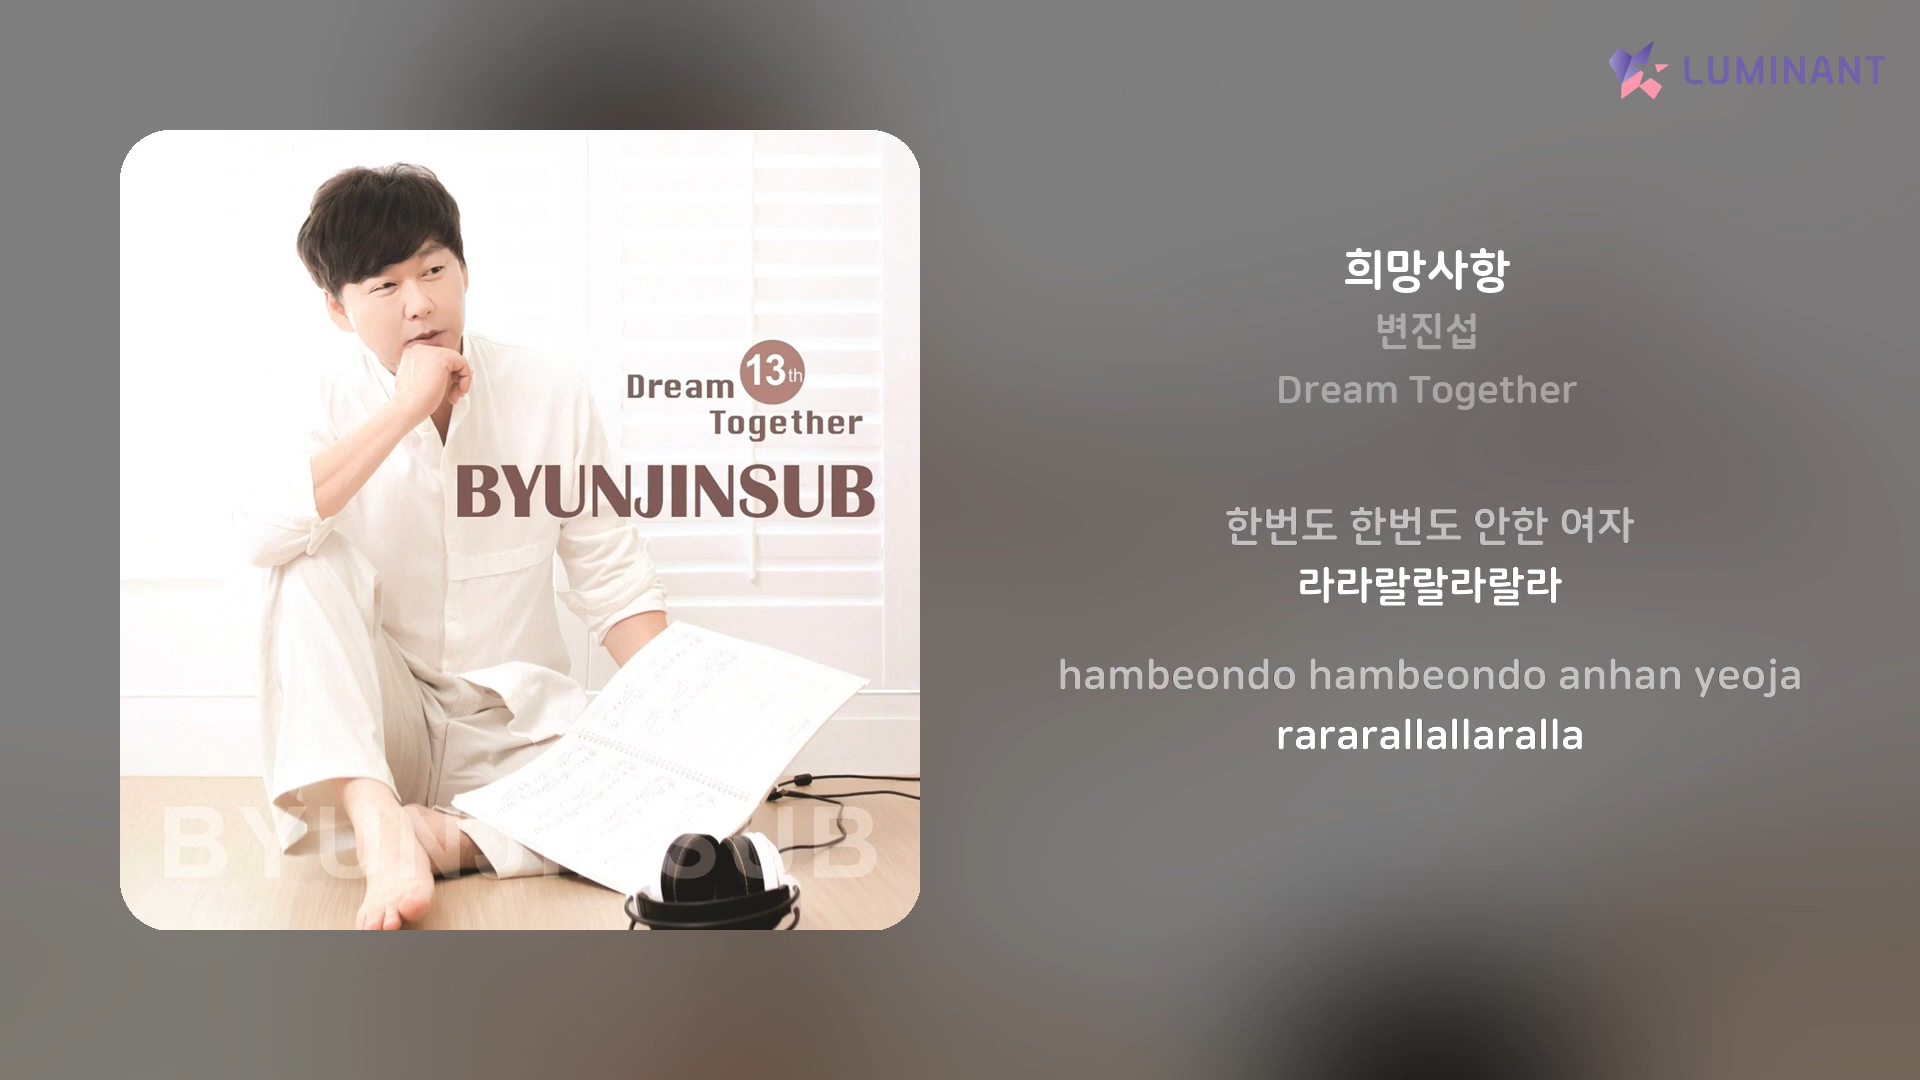 LUMINANT
Dream 13th
Together
BYUNJINSUB
BYUNJINSUB
희망사항
변진섭
Dream Together
한번도 한번도 안한 여자
라라랄랄라랄라
hambeondo hambeondo anhan yeoja
rararallallaralla